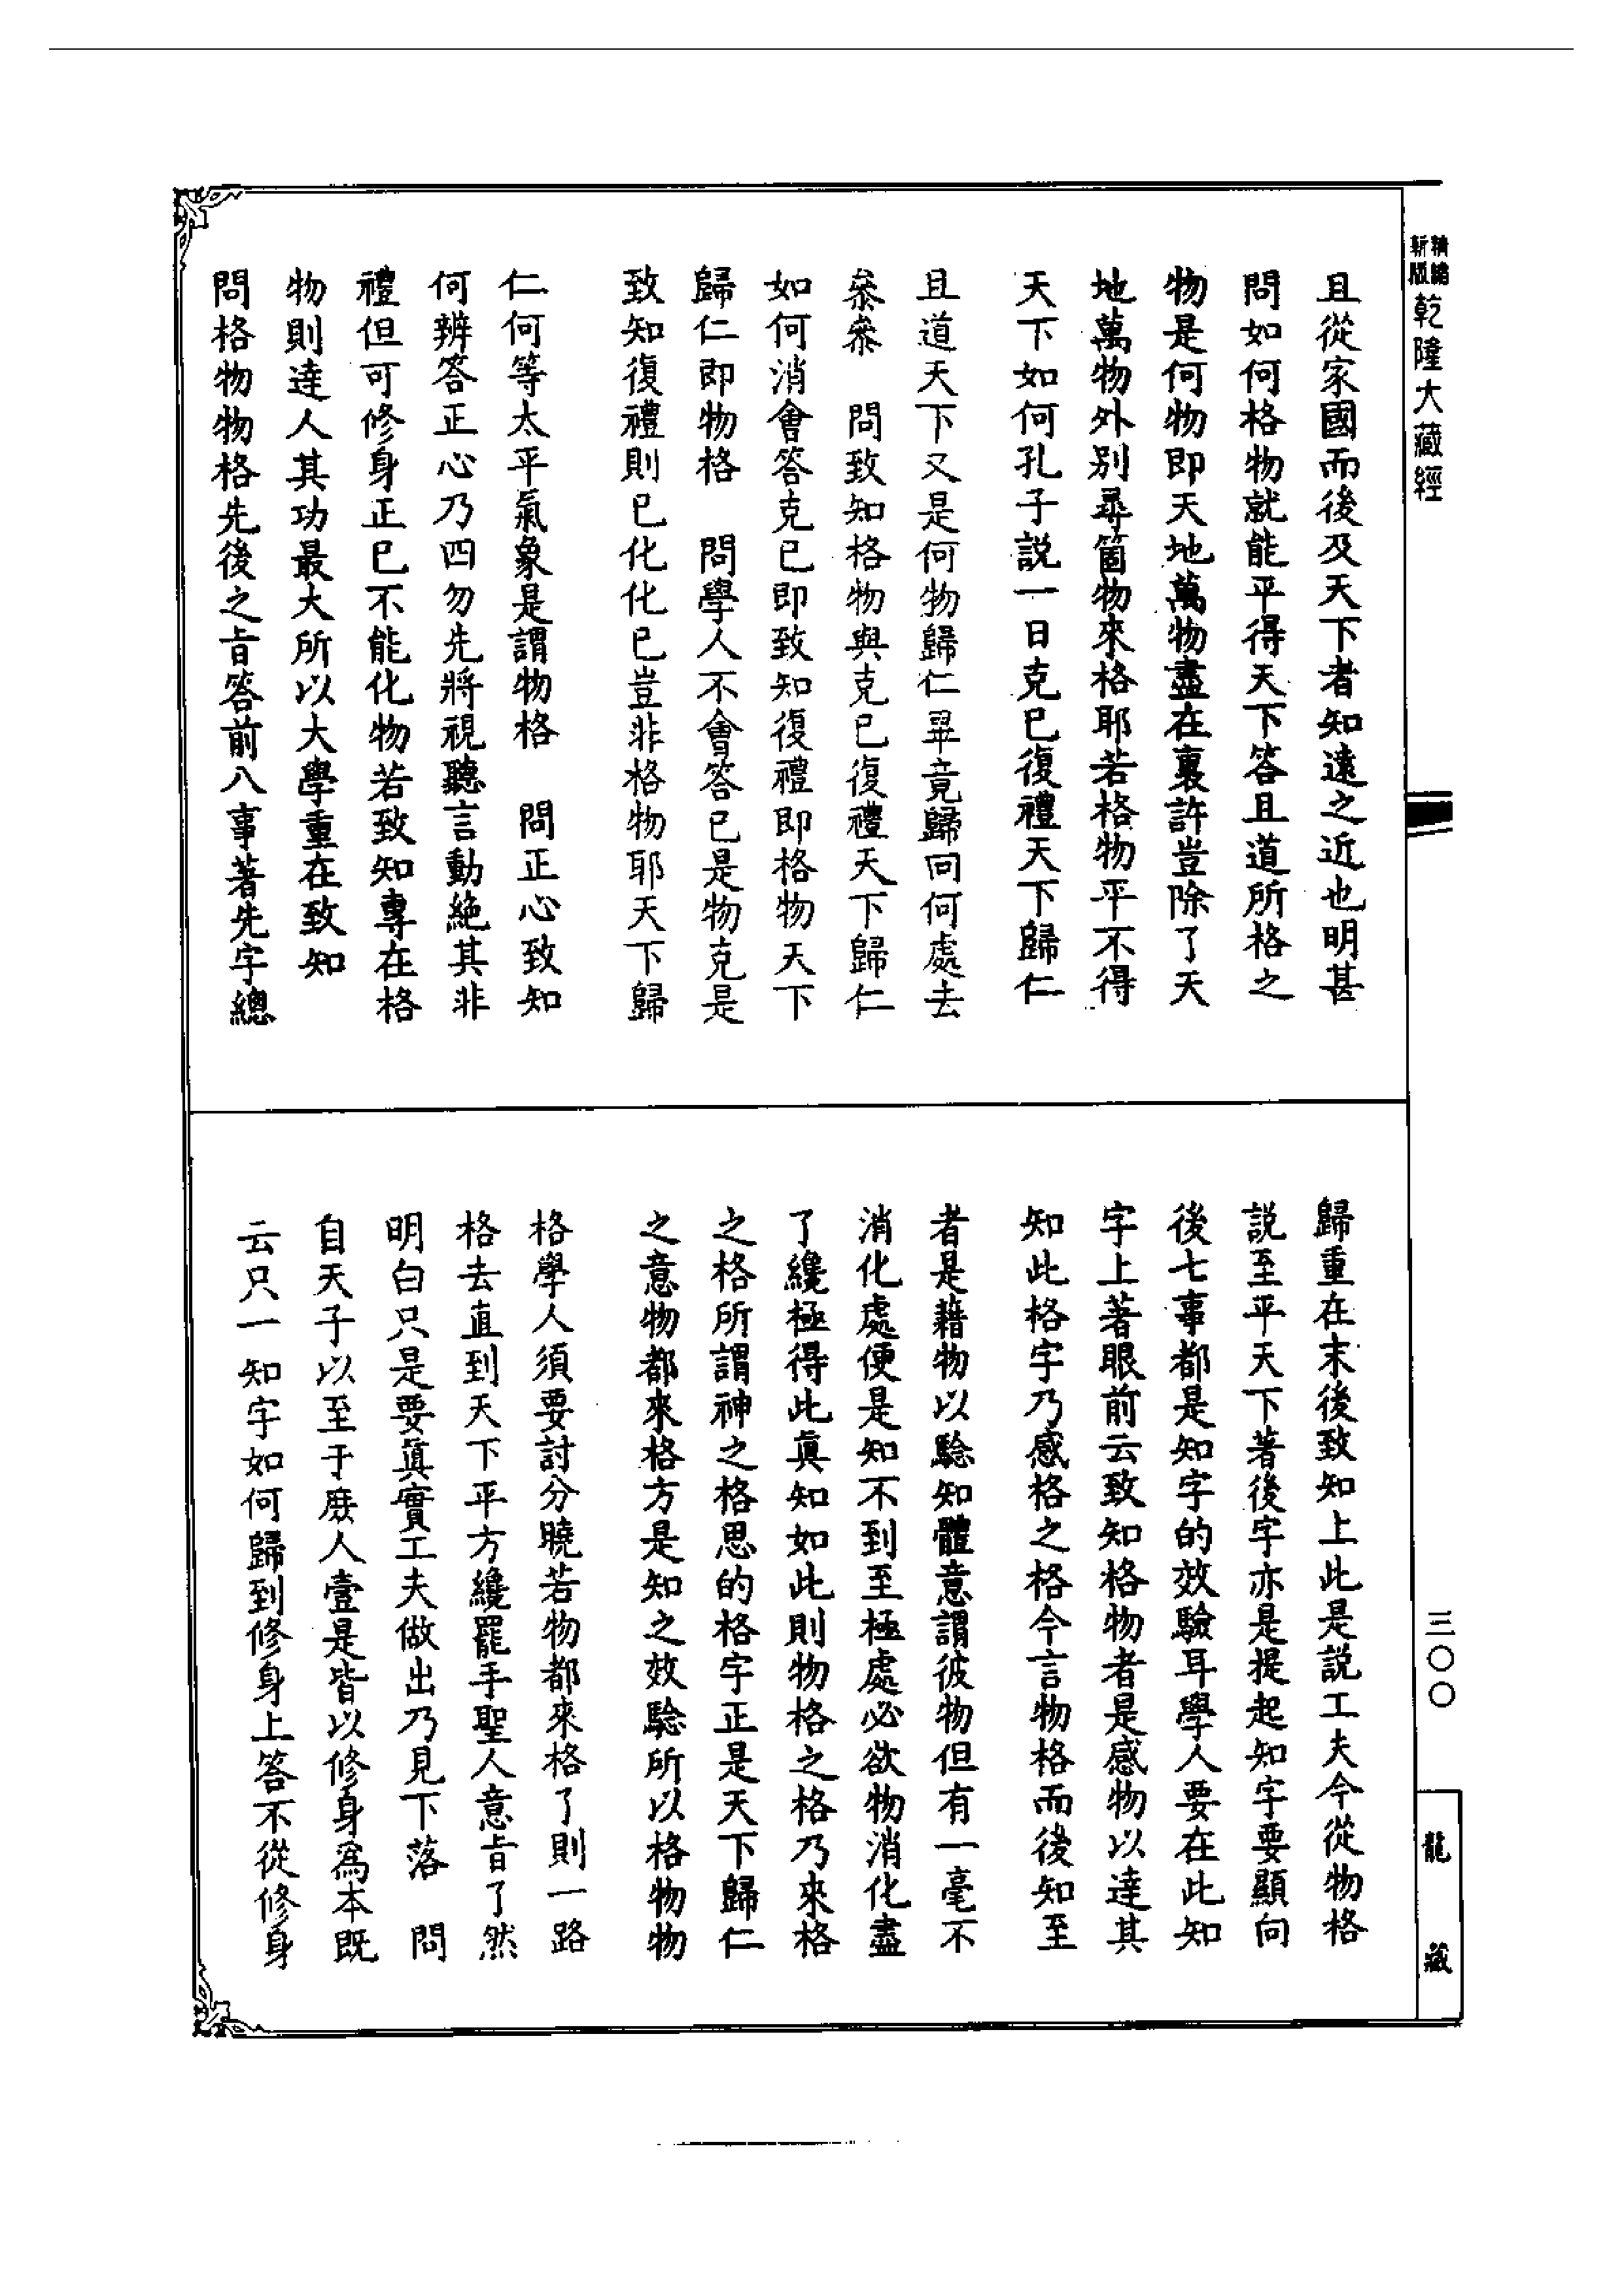 精編
新版
乾隆大藏經
且從家國而後及天下者知遠之近也明甚
問如何格物就能平得天下答且道所格之
物是何物即天地萬物盡在裏許豈除了天
地萬物外別尋箇物來格耶若格物平不得
天下如何孔子說一日克已復禮天下歸仁
且道天下又是何物歸仁畢竟歸向何處去
叅叅　問致知格物與克已復禮天下歸仁
如何消會答克已即致知復禮即格物天下
歸仁即物格　問學人不會答已是物克是
致知復禮則已化化已豈非格物耶天下歸
仁何等太平氣象是謂物格　問正心致知
何辨答正心乃四勿先將視聽言動絕其非
禮但可修身正已不能化物若致知專在格
物則達人其功最大所以大學重在致知
問格物物格先後之旨答前八事著先字總
歸重在末後致知上此是説工夫今從物格
説至平天下著後字亦是提起知字要顯向
後七事都是知字的效驗耳學人要在此知
字上著眼前云致知格物者是感物以達其
知此格字乃感格之格今言物格而後知至
者是藉物以驗知體意謂彼物但有一毫不
消化處便是知不到至極處必欲物消化盡
了纔極得此眞知如此則物格之格乃來格
之格所謂神之格思的格字正是天下歸仁
之意物都來格方是知之效驗所以格物物
格學人須要討分曉若物都來格了則一路
格去直到天下平方纔罷手聖人意旨了然
明白只是要眞實工夫做出乃見下落　問
自天子以至于庶人壹是皆以修身爲本既
云只一知字如何歸到修身上答不從修身
三〇〇
龍藏